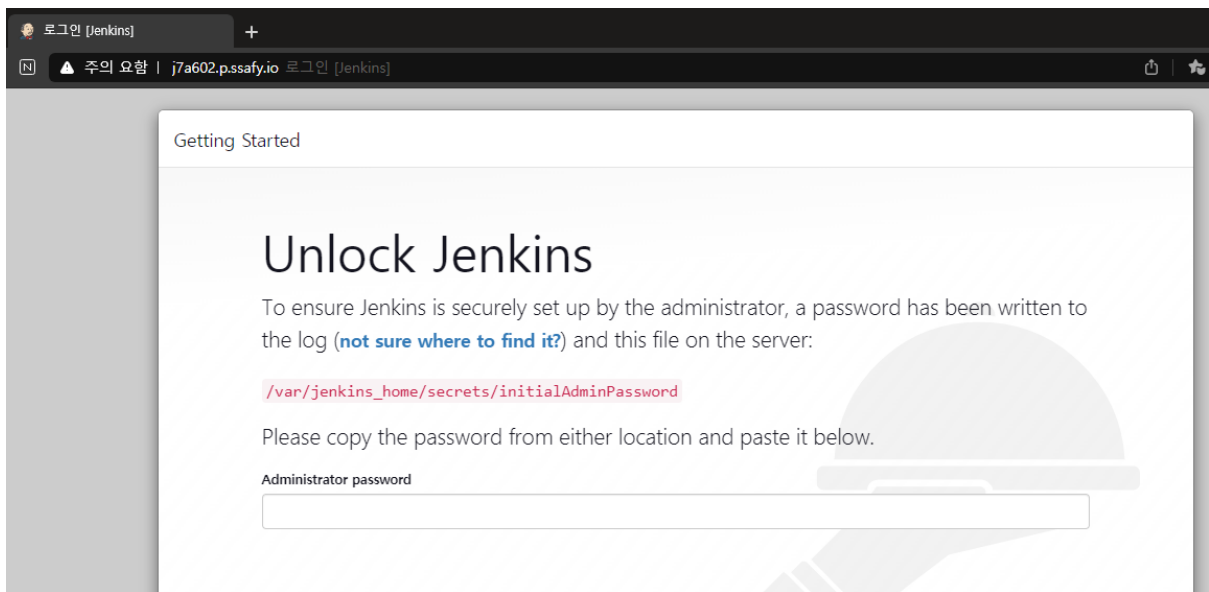 로그인 [Jenkins]
주의 요함 | j7a602.p.ssafy.io 로그인 [Jenkins]
Getting Started
Unlock Jenkins
To ensure Jenkins is securely set up by the administrator, a password has been written to
the log (not sure where to find it?) and this file on the server:
/var/jenkins_home/secrets/initialAdminPassword
Please copy the password from either location and paste it below.
Administrator password